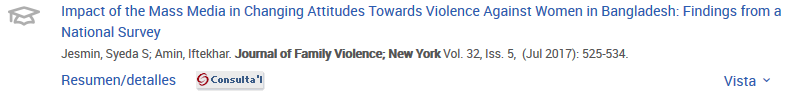 Impact of the Mass Media in Changing Attitudes Towards Violence Against Women in Bangladesh: Findings from a
National Survey
Jesmin, Syeda S; Amin, Iftekhar. Journal of Family Violence; New York Vol. 32, Iss. 5, (Jul 2017): 525-534.
Resumen/detalles Consulta'l Vista